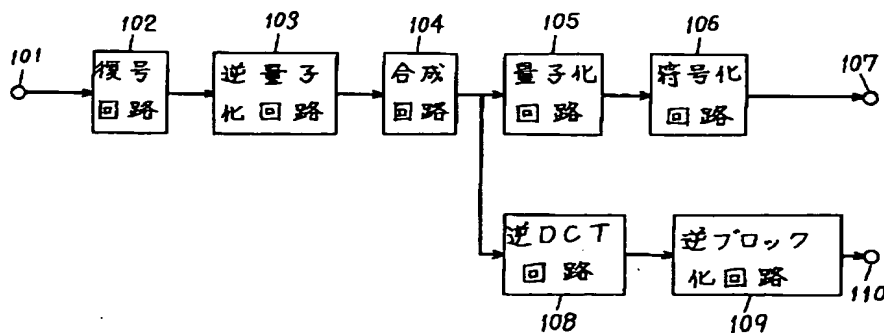 101
102
復号
回路
103
逆量子
化回路
104
合成
回路
105
量子化
回路
106
符号化
回路
107
逆DCT
回路
108
逆ブロック
化回路
109
110